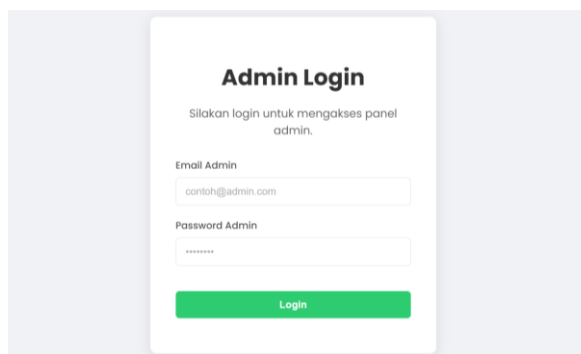 Admin Login
Silakan login untuk mengakses panel
admin.
Email Admin
contoh@admin.com
Password Admin
••••••••
Login